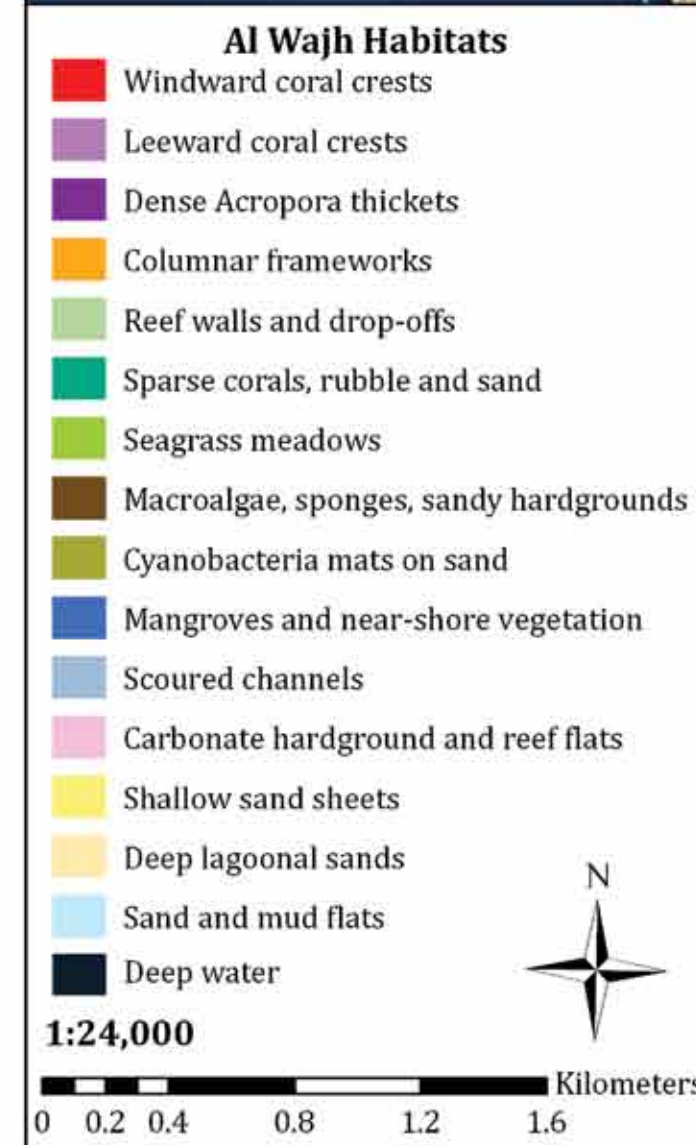 Al Wajh Habitats
Windward coral crests
Leeward coral crests
Dense Acropora thickets
Columnar frameworks
Reef walls and drop-offs
Sparse corals, rubble and sand
Seagrass meadows
Macroalgae, sponges, sandy hardgrounds
Cyanobacteria mats on sand
Mangroves and near-shore vegetation
Scoured channels
Carbonate hardground and reef flats
Shallow sand sheets
Deep lagoonal sands
N
Sand and mud flats
Deep water
1:24,000
Kilometers
0 0.2 0.4 0.8 1.2 1.6